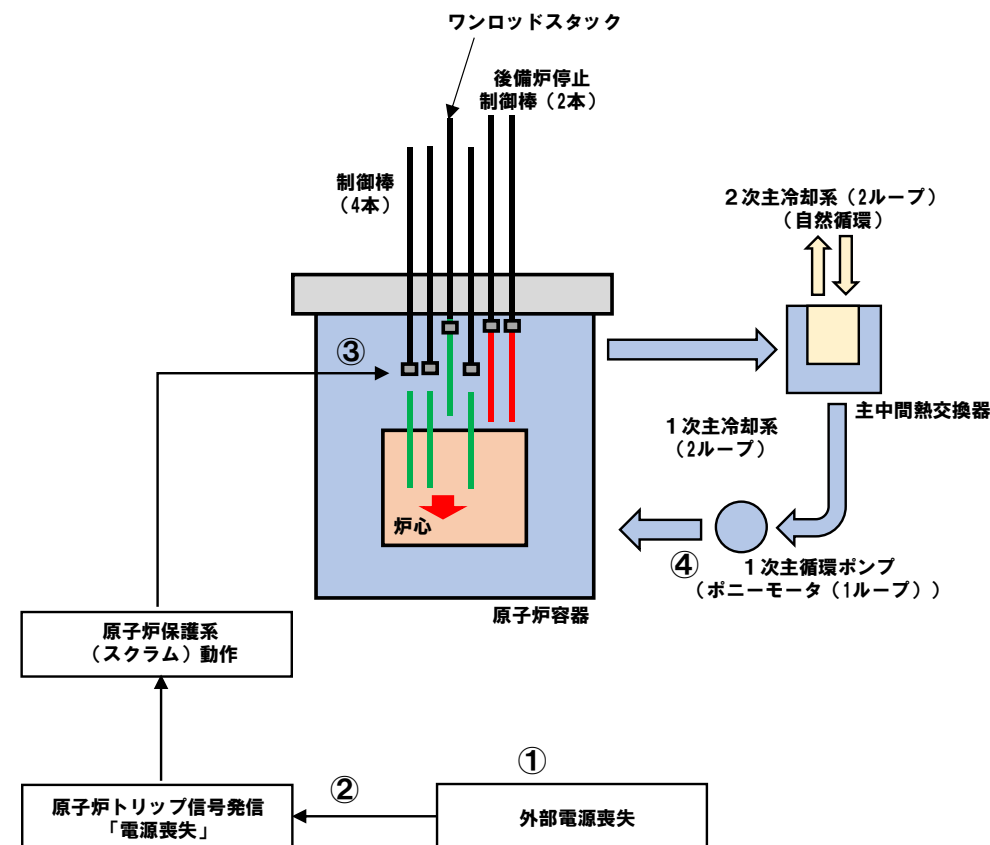 ワンロッドスタック
後備炉停止
制御棒（2本）
制御棒
（4本）
２次主冷却系（2ループ）
（自然循環）
③
主中間熱交換器
１次主冷却系
（2ループ）
炉心
④
１次主循環ポンプ
（ポニーモータ（1ループ））
原子炉容器
原子炉保護系
（スクラム）動作
①
②
原子炉トリップ信号発信
「電源喪失」
外部電源喪失